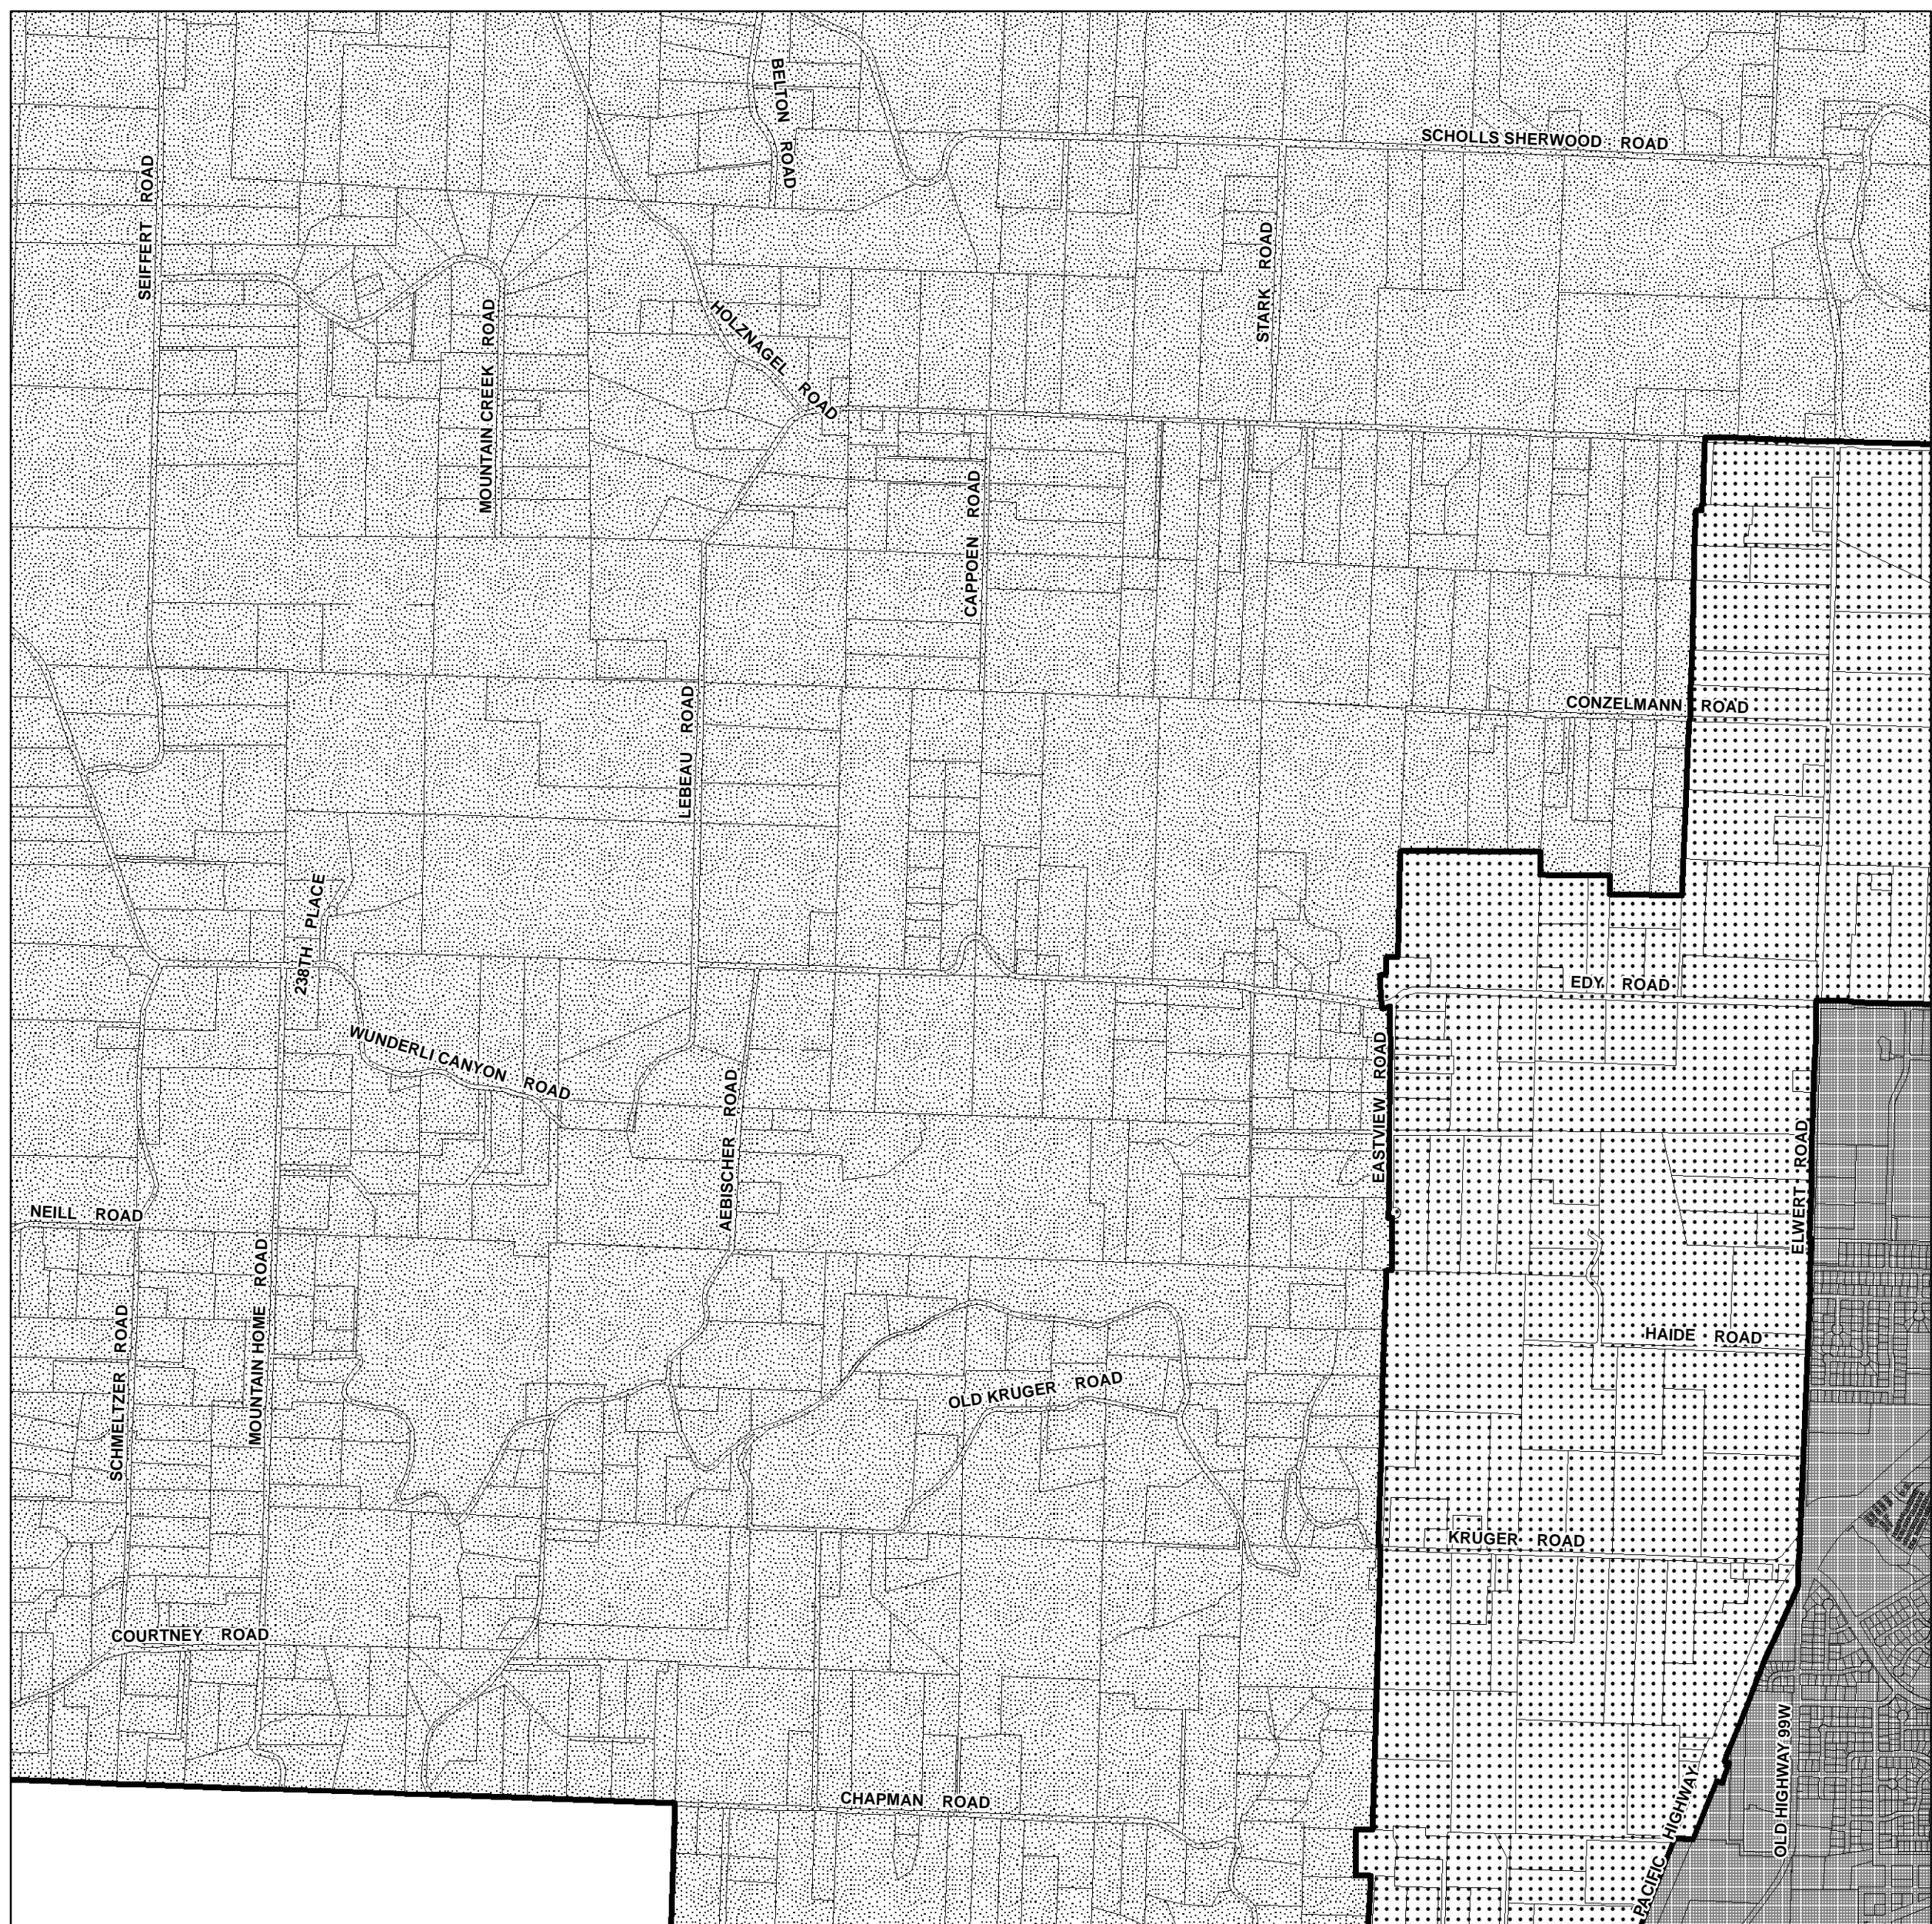 BELTON ROAD
SCHOLLS SHERWOOD ROAD
SEIFFERT ROAD
STARK ROAD
MOUNTAIN CREEK ROAD
HOLZNAGEL ROAD
CAPPOEN ROAD
LEBEAU ROAD
CONZELMANN ROAD
238TH PLACE
EDY ROAD
WUNDERLI CANYON ROAD
EASTVIEW ROAD
AEBISCHER ROAD
ELWERT ROAD
NEILL ROAD
MOUNTAIN HOME ROAD
SCHMELTZER ROAD
HAIDE ROAD
OLD KRUGER ROAD
KRUGER ROAD
COURTNEY ROAD
OLD HIGHWAY 99W
CHAPMAN ROAD
PACIFIC HIGHWAY